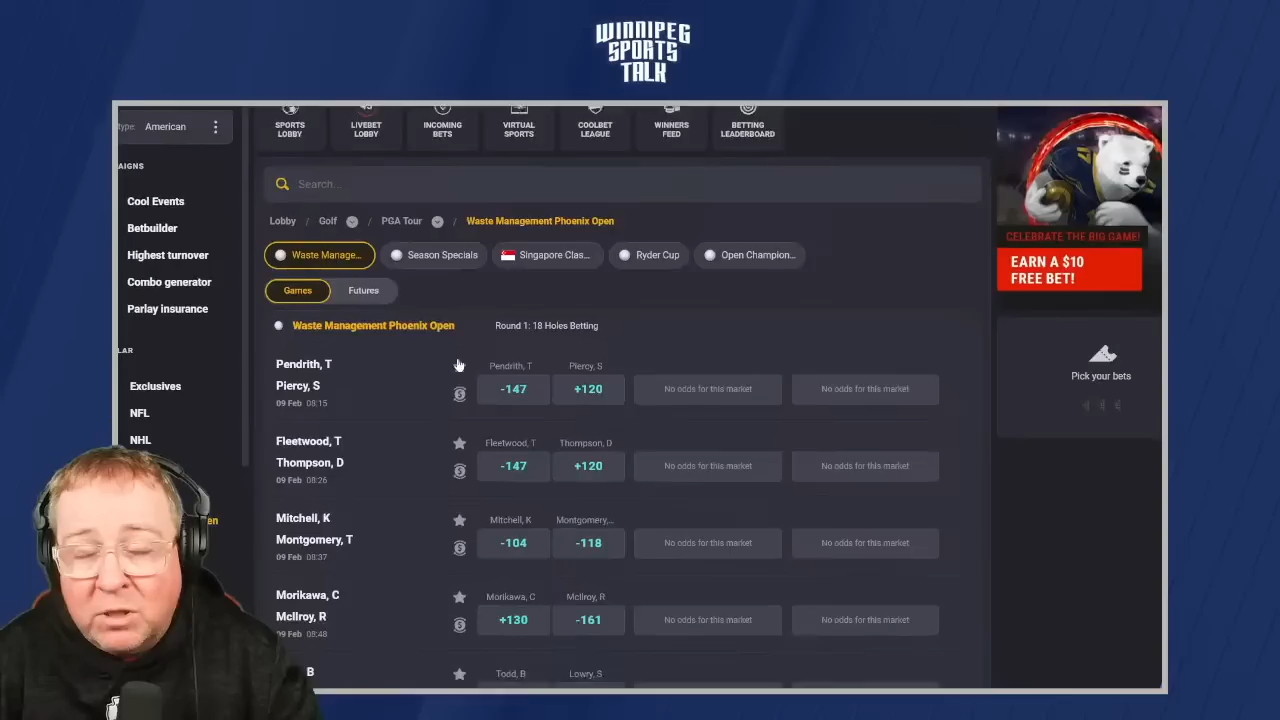 WINNIPEG
SPORTS
TALK
type: American
SPORTS LOBBY
LIVEBET LOBBY
INCOMING BETS
VIRTUAL SPORTS
COOLBET LEAGUE
WINNERS FEED
BETTING LEADERBOARD
AIGNS
Cool Events
Betbuilder
Highest turnover
Combo generator
Parlay insurance
LAR
Exclusives
NFL
NHL
en
Search...
Lobby / Golf / PGA Tour / Waste Management Phoenix Open
Waste Manage... Season Specials Singapore Clas... Ryder Cup Open Champion...
Games Futures
Waste Management Phoenix Open Round 1: 18 Holes Betting
Pendrith, T
Piercy, S
09 Feb 08:15
Pendrith, T Piercy, S
-147 +120 No odds for this market No odds for this market
Fleetwood, T
Thompson, D
09 Feb 08:26
Fleetwood, T Thompson, D
-147 +120 No odds for this market No odds for this market
Mitchell, K
Montgomery, T
09 Feb 08:37
Mitchell, K Montgomery,...
-104 -118 No odds for this market No odds for this market
Morikawa, C
McIlroy, R
09 Feb 08:48
Morikawa, C McIlroy, R
+130 -161 No odds for this market No odds for this market
B
Todd, B Lowry, S
CELEBRATE THE BIG GAME!
EARN A $10
FREE BET!
Pick your bets